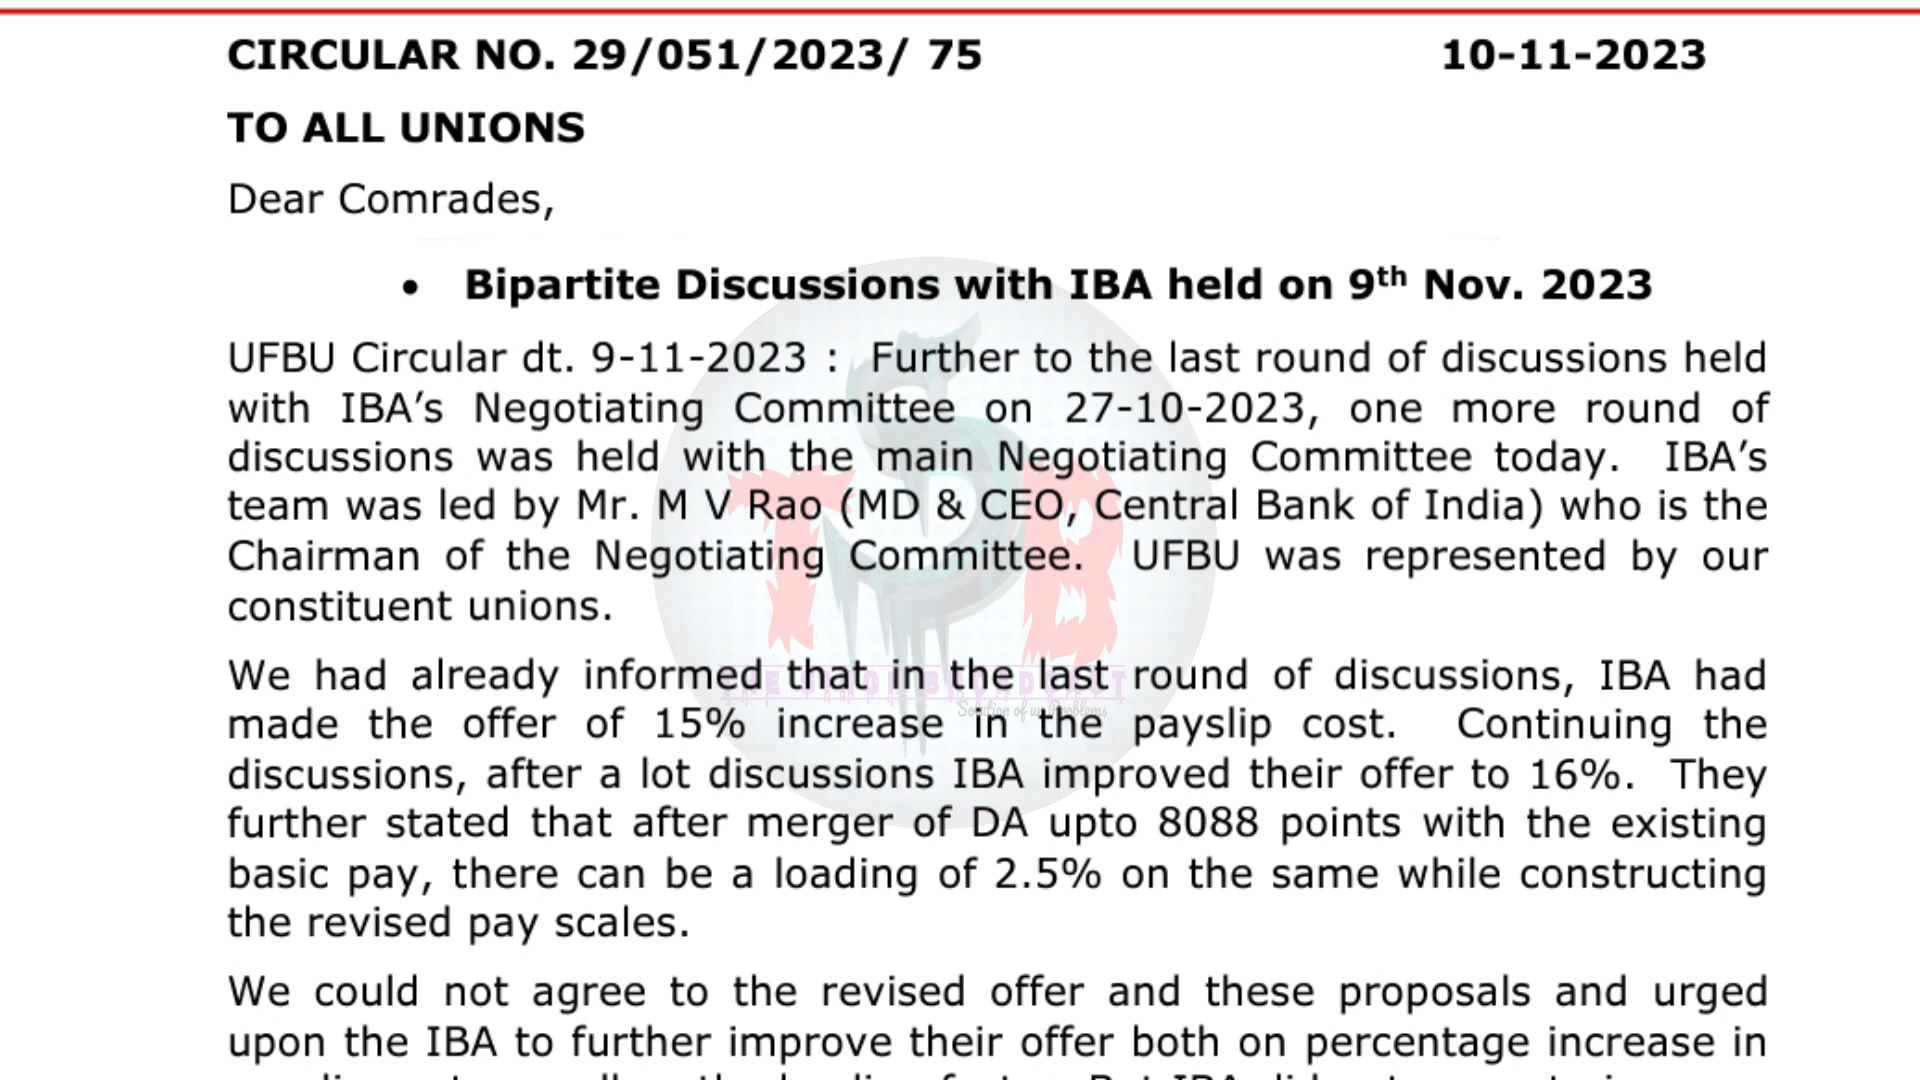 CIRCULAR NO. 29/051/2023/ 75 10-11-2023
TO ALL UNIONS
Dear Comrades,
• Bipartite Discussions with IBA held on 9th Nov. 2023
UFBU Circular dt. 9-11-2023 : Further to the last round of discussions held
with IBA’s Negotiating Committee on 27-10-2023, one more round of
discussions was held with the main Negotiating Committee today. IBA’s
team was led by Mr. M V Rao (MD & CEO, Central Bank of India) who is the
Chairman of the Negotiating Committee. UFBU was represented by our
constituent unions.
We had already informed that in the last round of discussions, IBA had
made the offer of 15% increase in the payslip cost. Continuing the
discussions, after a lot discussions IBA improved their offer to 16%. They
further stated that after merger of DA upto 8088 points with the existing
basic pay, there can be a loading of 2.5% on the same while constructing
the revised pay scales.
We could not agree to the revised offer and these proposals and urged
upon the IBA to further improve their offer both on percentage increase in